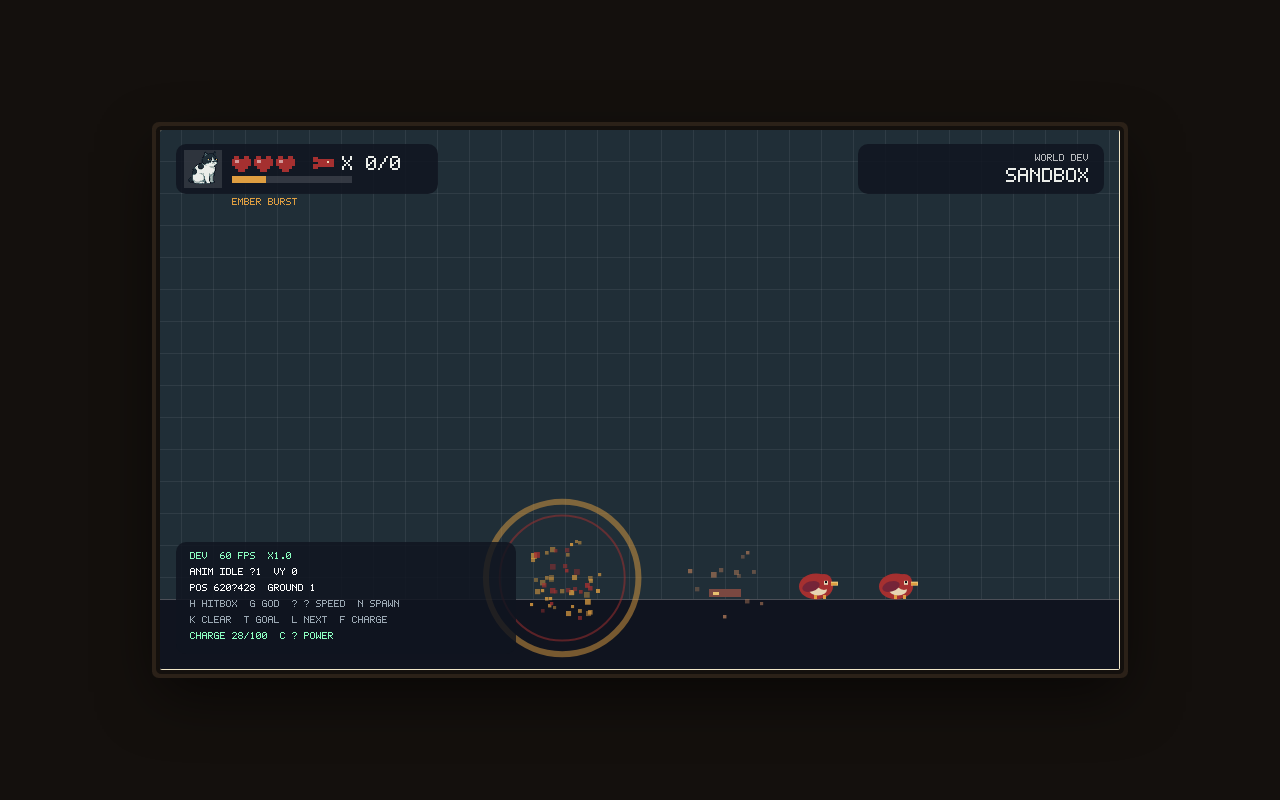 X 0/0
EMBER BURST
WORLD DEV
SANDBOX
DEV 60 FPS X1.0
ANIM IDLE ?1 VY 0
POS 620?428 GROUND 1
H HITBOX G GOD ? ? SPEED N SPAWN
K CLEAR T GOAL L NEXT F CHARGE
CHARGE 28/100 C ? POWER